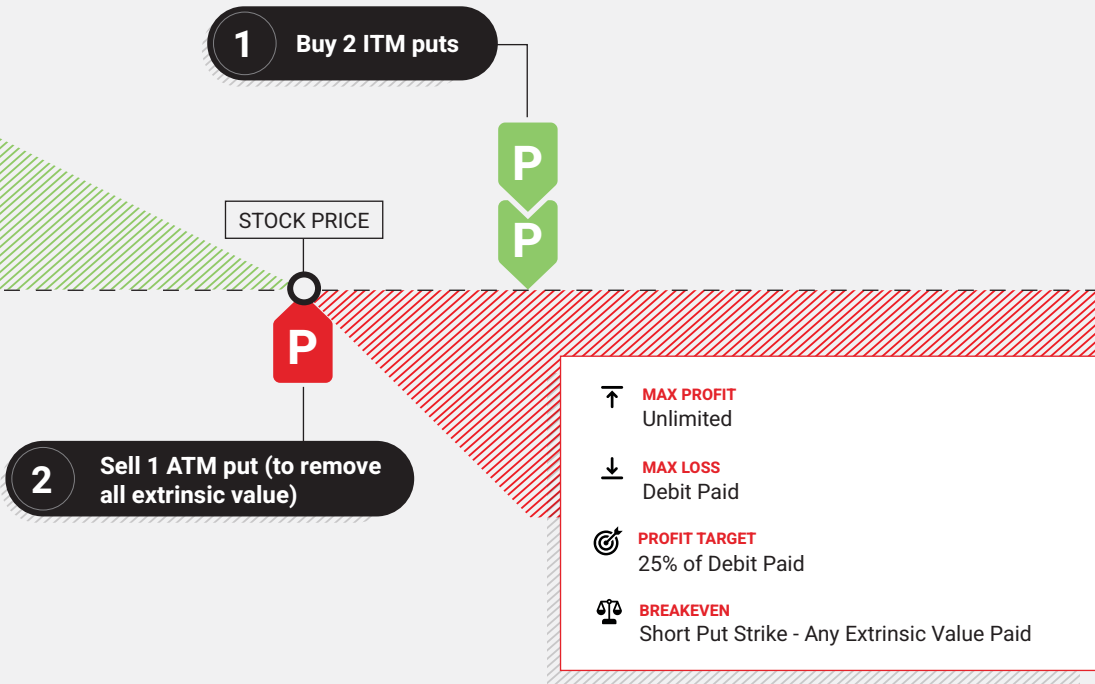 1
Buy 2 ITM puts
P
P
STOCK PRICE
P
2
Sell 1 ATM put (to remove
all extrinsic value)
MAX PROFIT
Unlimited
MAX LOSS
Debit Paid
PROFIT TARGET
25% of Debit Paid
BREAKEVEN
Short Put Strike - Any Extrinsic Value Paid